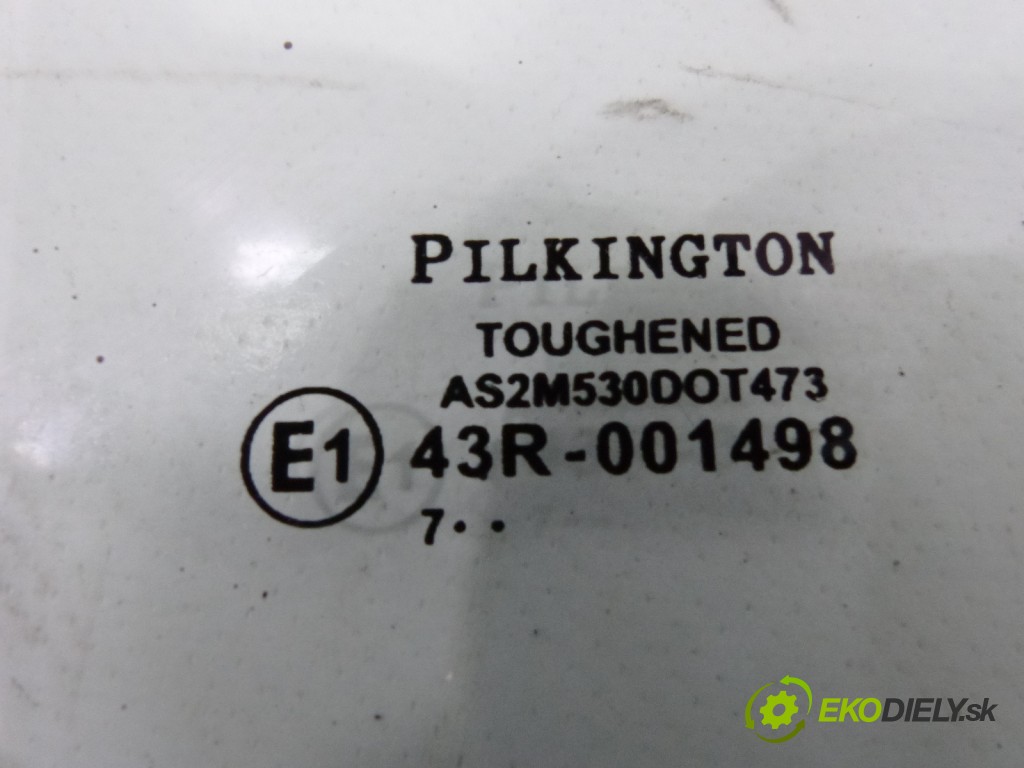 PILKINGTON
TOUGHENED
AS2M530DOT473
E1 43R-001498
7••
EKODIELY.sk